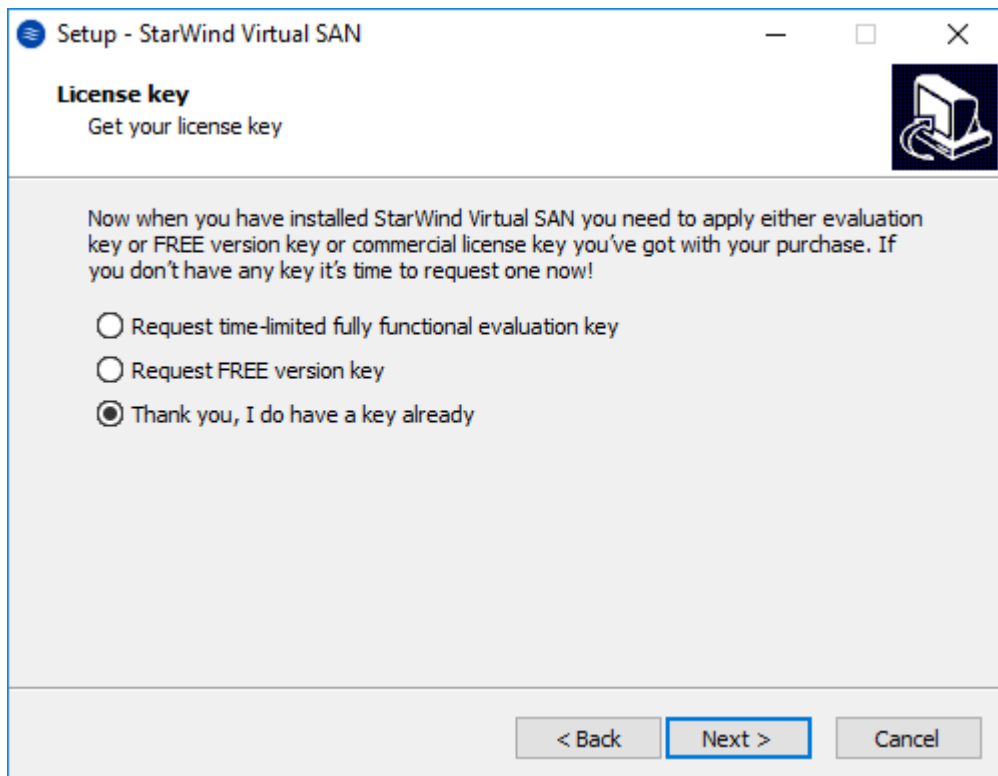 Setup - StarWind Virtual SAN
License key
Get your license key
Now when you have installed StarWind Virtual SAN you need to apply either evaluation
key or FREE version key or commercial license key you’ve got with your purchase. If
you don’t have any key it’s time to request one now!
Request time-limited fully functional evaluation key
Request FREE version key
Thank you, I do have a key already
< Back Next > Cancel